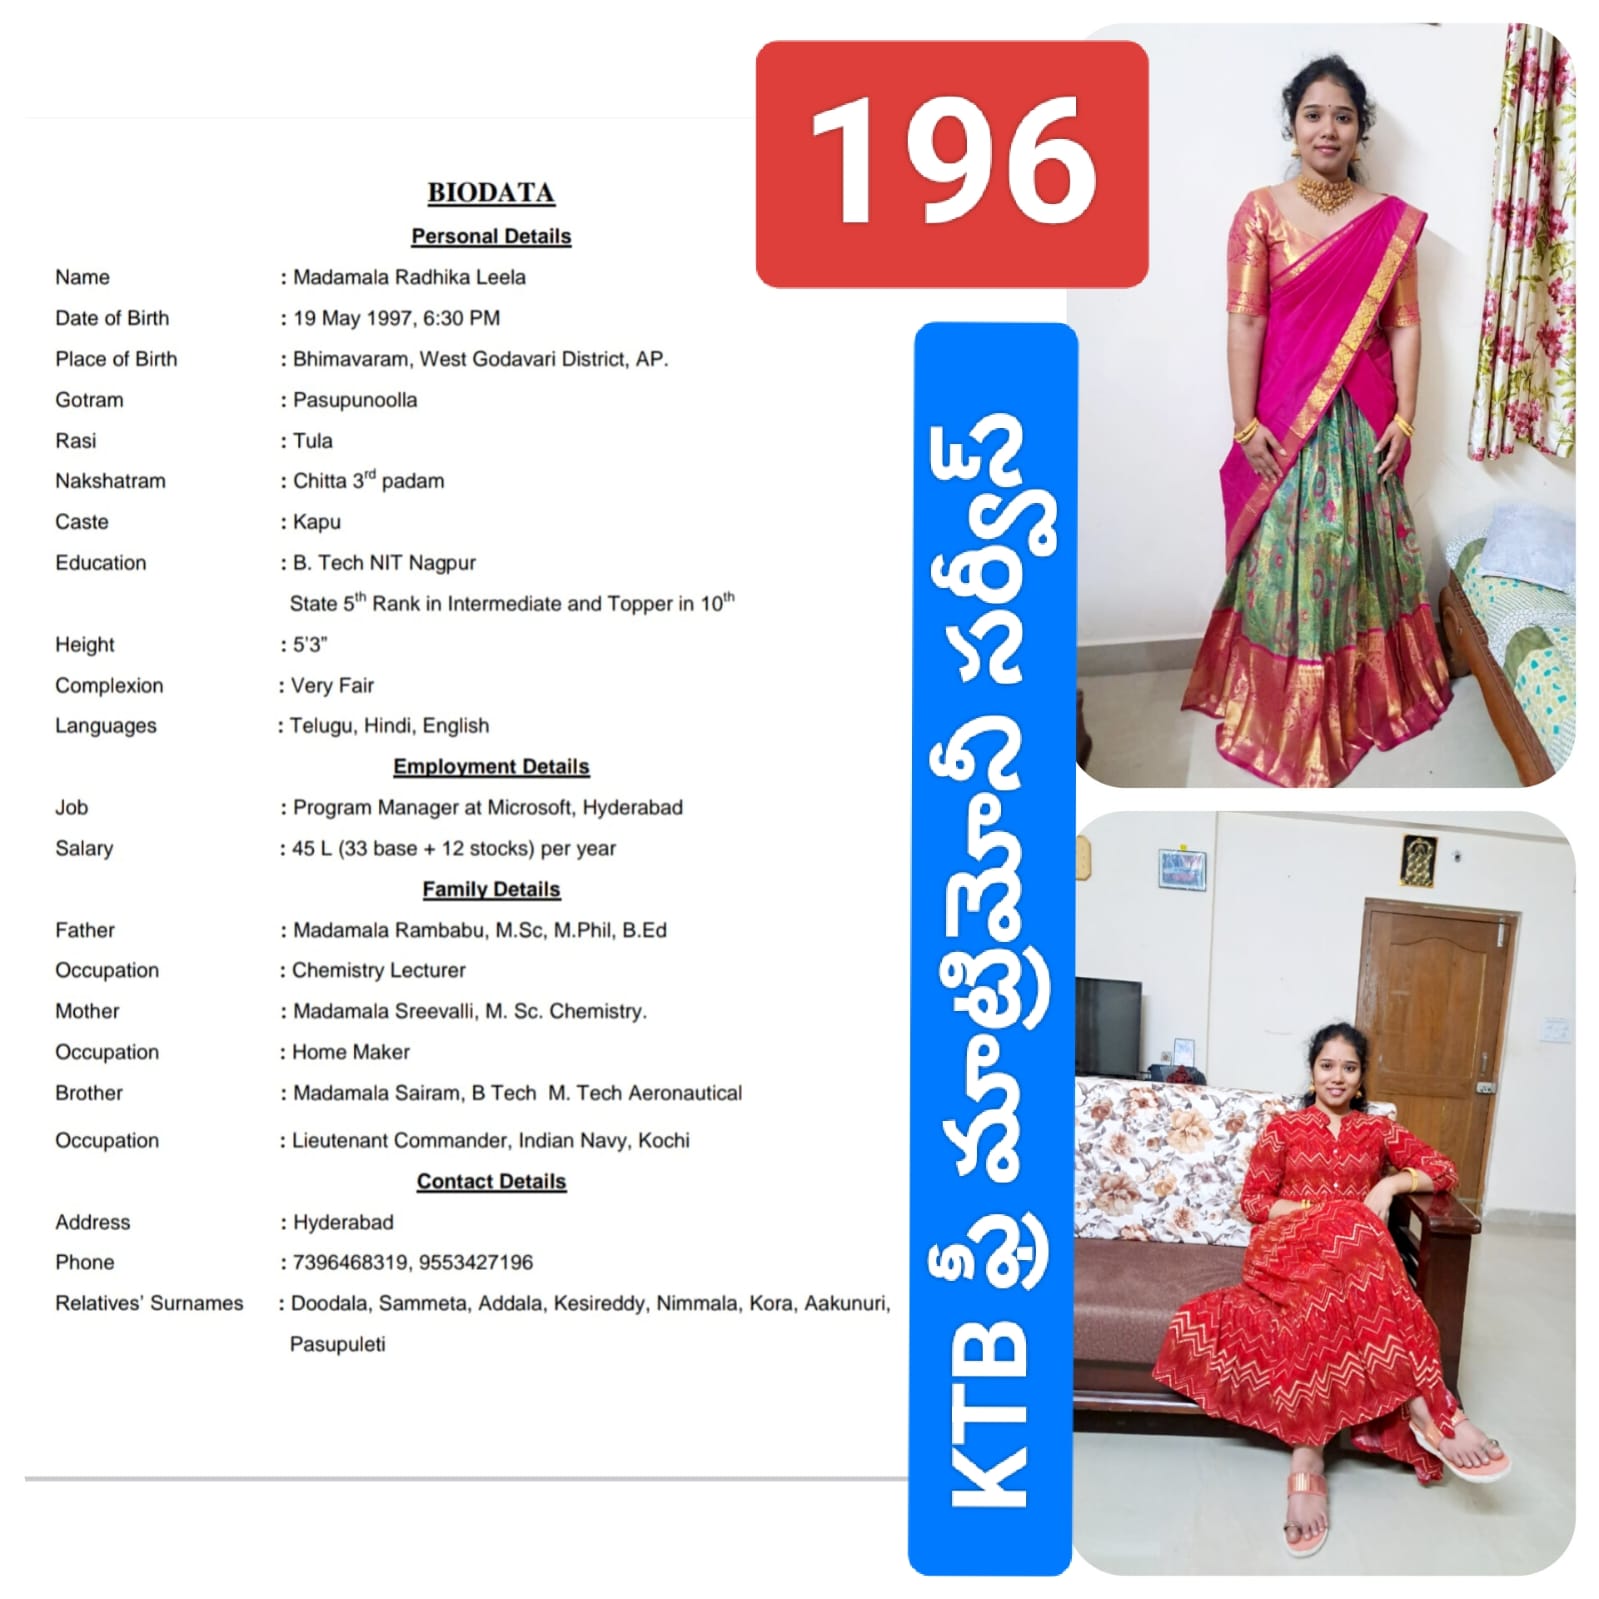 196
BIODATA
Personal Details
Name : Madamala Radhika Leela
Date of Birth : 19 May 1997, 6:30 PM
Place of Birth : Bhimavaram, West Godavari District, AP.
Gotram : Pasupunoolla
Rasi : Tula
Nakshatram : Chitta 3rd padam
Caste : Kapu
Education : B. Tech NIT Nagpur
State 5th Rank in Intermediate and Topper in 10th
Height : 5’3”
Complexion : Very Fair
Languages : Telugu, Hindi, English
Employment Details
Job : Program Manager at Microsoft, Hyderabad
Salary : 45 L (33 base + 12 stocks) per year
Family Details
Father : Madamala Rambabu, M.Sc, M.Phil, B.Ed
Occupation : Chemistry Lecturer
Mother : Madamala Sreevalli, M. Sc. Chemistry.
Occupation : Home Maker
Brother : Madamala Sairam, B Tech M. Tech Aeronautical
Occupation : Lieutenant Commander, Indian Navy, Kochi
Contact Details
Address : Hyderabad
Phone : 7396468319, 9553427196
Relatives’ Surnames : Doodala, Sammeta, Addala, Kesireddy, Nimmala, Kora, Aakunuri,
Pasupuleti
KTB ఫ్రీ మాట్రిమోనీ సర్వీస్